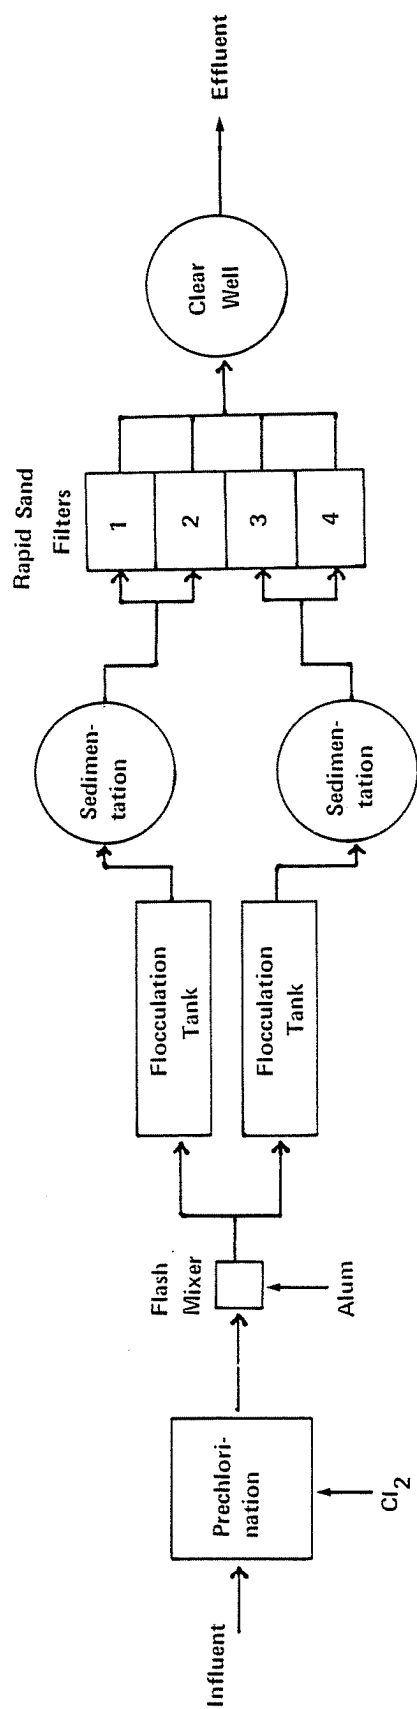 Influent
Prechlori-
nation
Cl2
Flash
Mixer
Alum
Flocculation
Tank
Flocculation
Tank
Sedimen-
tation
Sedimen-
tation
Rapid Sand
Filters
1
2
3
4
Clear
Well
Effluent